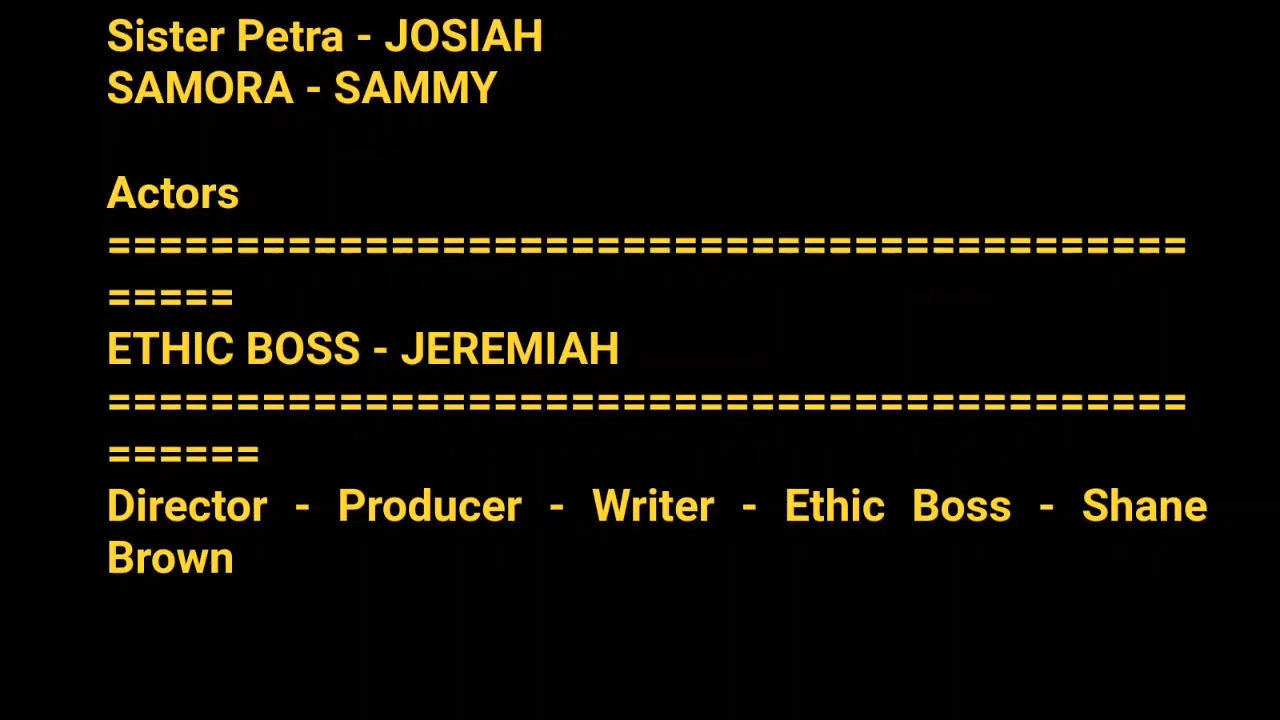 Sister Petra - JOSIAH
SAMORA - SAMMY
Actors
==========================================
=====
ETHIC BOSS - JEREMIAH
==========================================
======
Director - Producer - Writer - Ethic Boss - Shane
Brown